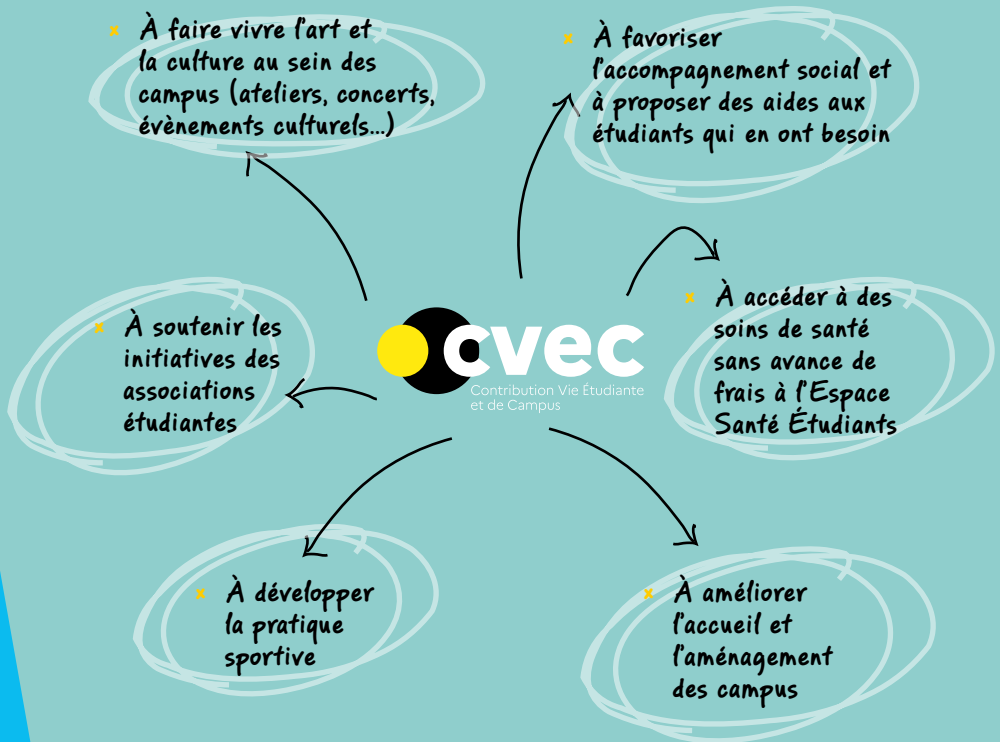 À faire vivre l'art et
la culture au sein des
campus (ateliers, concerts,
évènements culturels...)
À favoriser
l'accompagnement social et
à proposer des aides aux
étudiants qui en ont besoin
À soutenir les
initiatives des
associations
étudiantes
cvec
Contribution Vie Étudiante
et de Campus
À accéder à des
soins de santé
sans avance de
frais à l'Espace
Santé Étudiants
À développer
la pratique
sportive
À améliorer
l'accueil et
l'aménagement
des campus